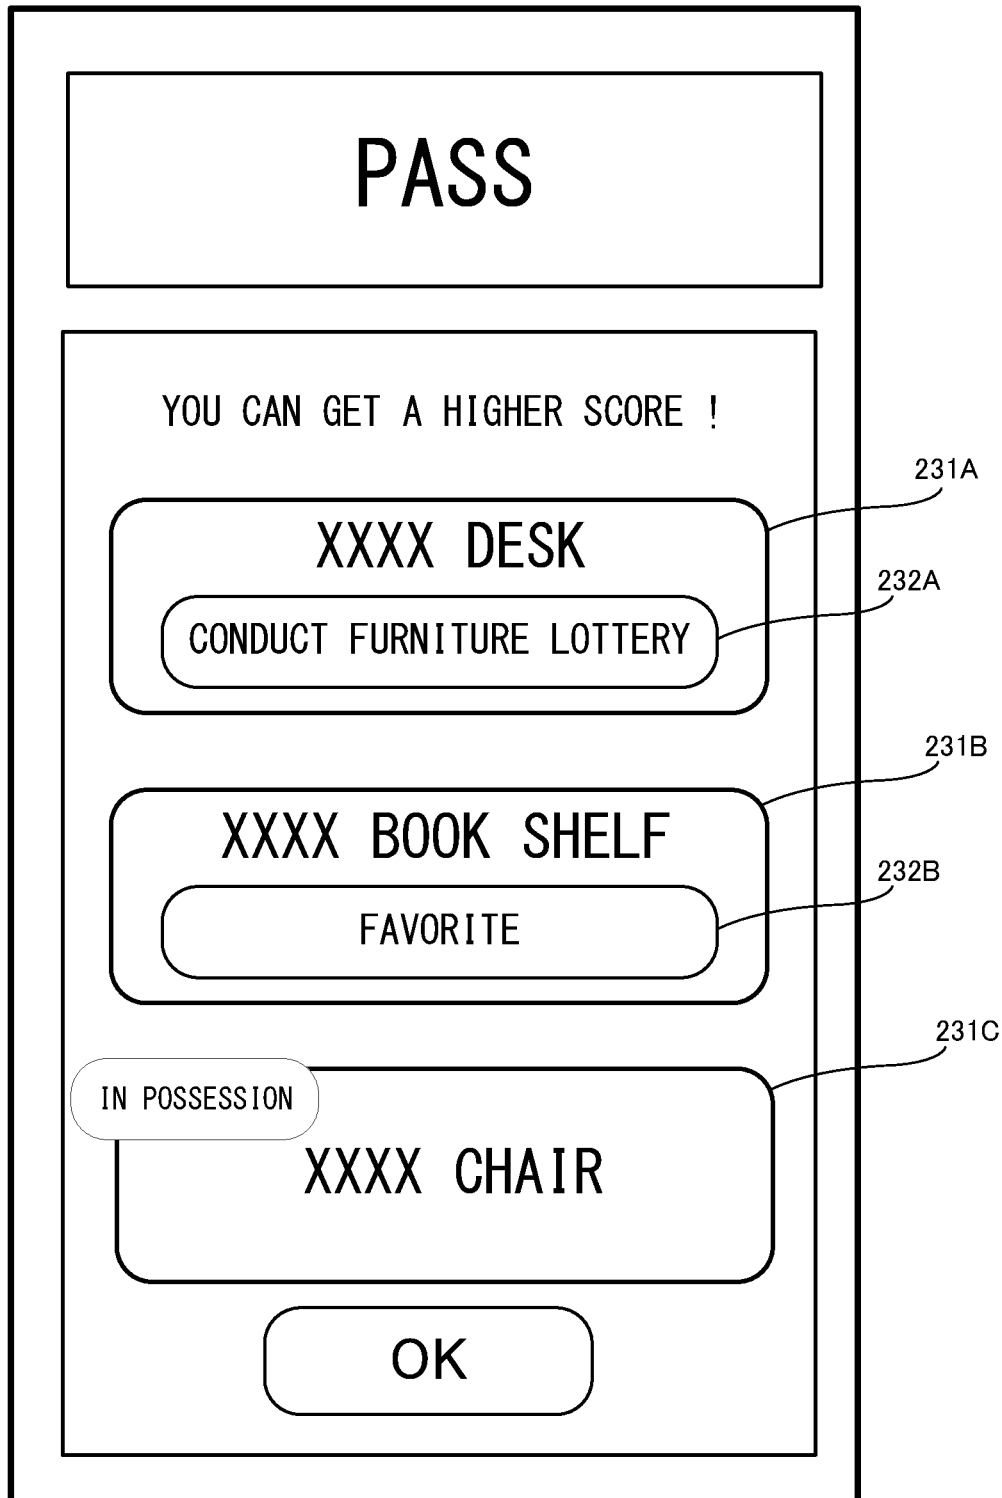 PASS
YOU CAN GET A HIGHER SCORE !
231A
XXXX DESK
232A
CONDUCT FURNITURE LOTTERY
231B
XXXX BOOK SHELF
232B
FAVORITE
231C
IN POSSESSION
XXXX CHAIR
OK